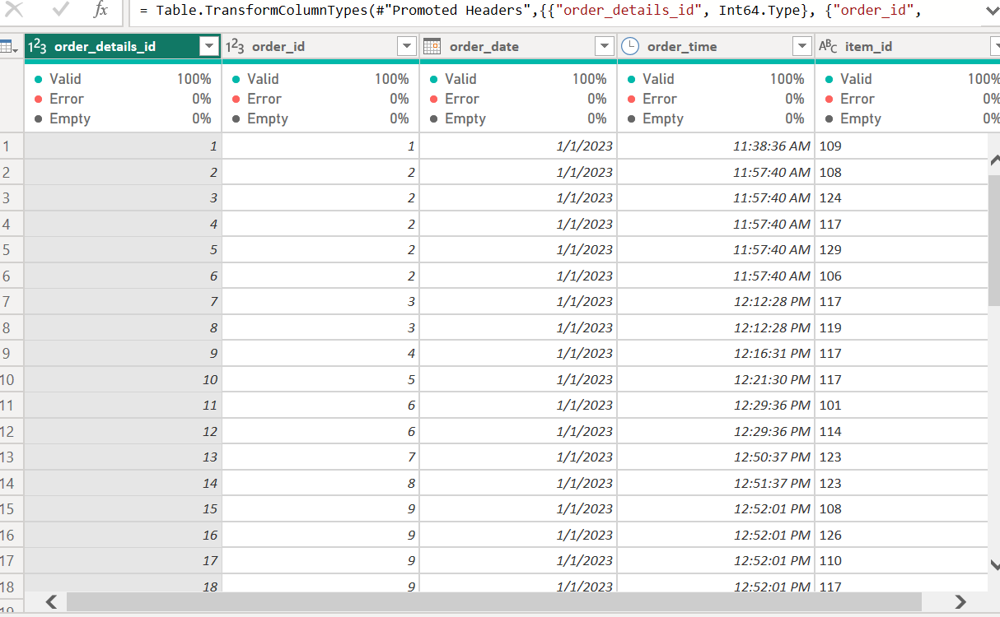 fx = Table.TransformColumnTypes(#"Promoted Headers",{{"order_details_id", Int64.Type}, {"order_id",
1²3 order_details_id 1²3 order_id order_date order_time ABC item_id
Valid 100% Valid 100% Valid 100% Valid 100% Valid 100%
Error 0% Error 0% Error 0% Error 0% Error 0%
Empty 0% Empty 0% Empty 0% Empty 0% Empty 0%
1 1 1 1/1/2023 11:38:36 AM 109
2 2 2 1/1/2023 11:57:40 AM 108
3 3 2 1/1/2023 11:57:40 AM 124
4 4 2 1/1/2023 11:57:40 AM 117
5 5 2 1/1/2023 11:57:40 AM 129
6 6 2 1/1/2023 11:57:40 AM 106
7 7 3 1/1/2023 12:12:28 PM 117
8 8 3 1/1/2023 12:12:28 PM 119
9 9 4 1/1/2023 12:16:31 PM 117
10 10 5 1/1/2023 12:21:30 PM 117
11 11 6 1/1/2023 12:29:36 PM 101
12 12 6 1/1/2023 12:29:36 PM 114
13 13 7 1/1/2023 12:50:37 PM 123
14 14 8 1/1/2023 12:51:37 PM 123
15 15 9 1/1/2023 12:52:01 PM 108
16 16 9 1/1/2023 12:52:01 PM 126
17 17 9 1/1/2023 12:52:01 PM 110
18 18 9 1/1/2023 12:52:01 PM 117